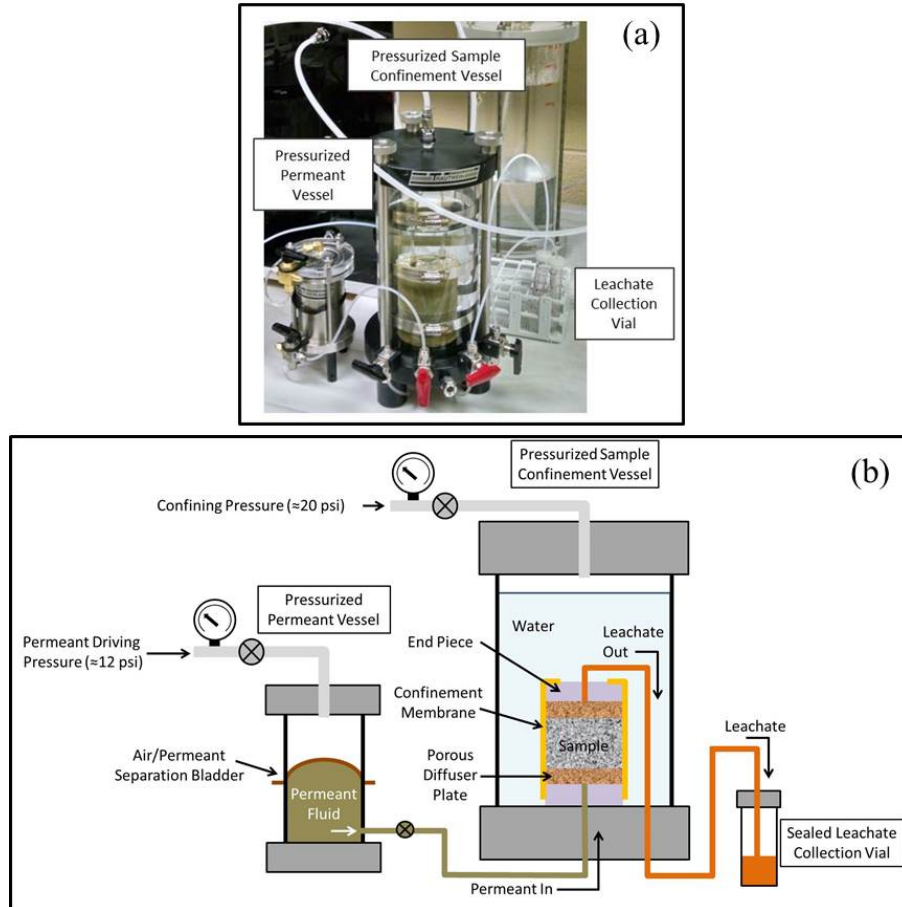 (a)
Pressurized Sample
Confinement Vessel
Pressurized
Permeant
Vessel
Leachate
Collection
Vial
(b)
Pressurized Sample
Confinement Vessel
Confining Pressure (≈20 psi)
Pressurized
Permeant Vessel
Permeant Driving
Pressure (≈12 psi)
Water
Leachate
Out
End Piece
Confinement
Membrane
Sample
Leachate
Air/Permeant
Separation Bladder
Porous
Diffuser
Plate
Permeant
Fluid
Sealed Leachate
Collection Vial
Permeant In